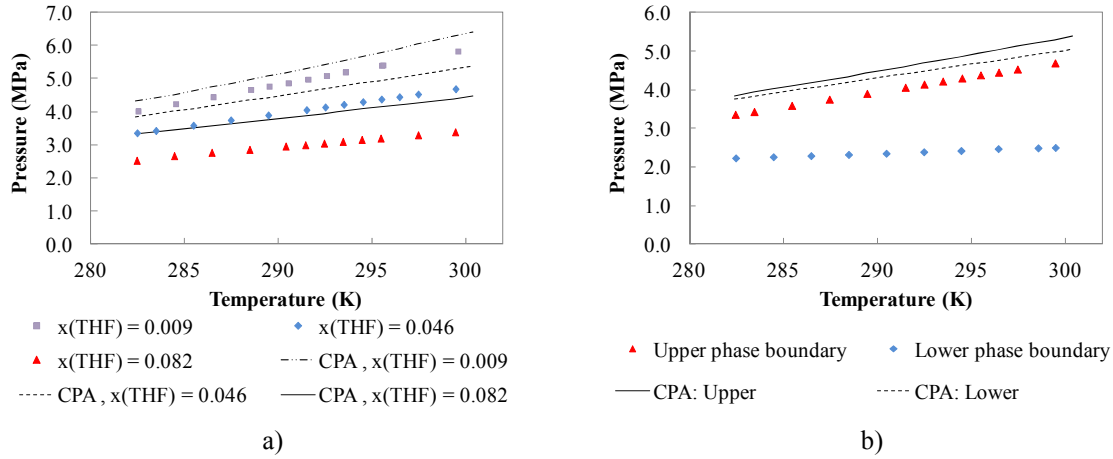 7.0
6.0
5.0
4.0
3.0
2.0
1.0
0.0
Pressure (MPa)
280 285 290 295 300
Temperature (K)
x(THF) = 0.009
x(THF) = 0.046
x(THF) = 0.082
CPA , x(THF) = 0.009
CPA , x(THF) = 0.046
CPA , x(THF) = 0.082
a)
6.0
5.0
4.0
3.0
2.0
1.0
0.0
Pressure (MPa)
280 285 290 295 300
Temperature (K)
Upper phase boundary
Lower phase boundary
CPA: Upper
CPA: Lower
b)